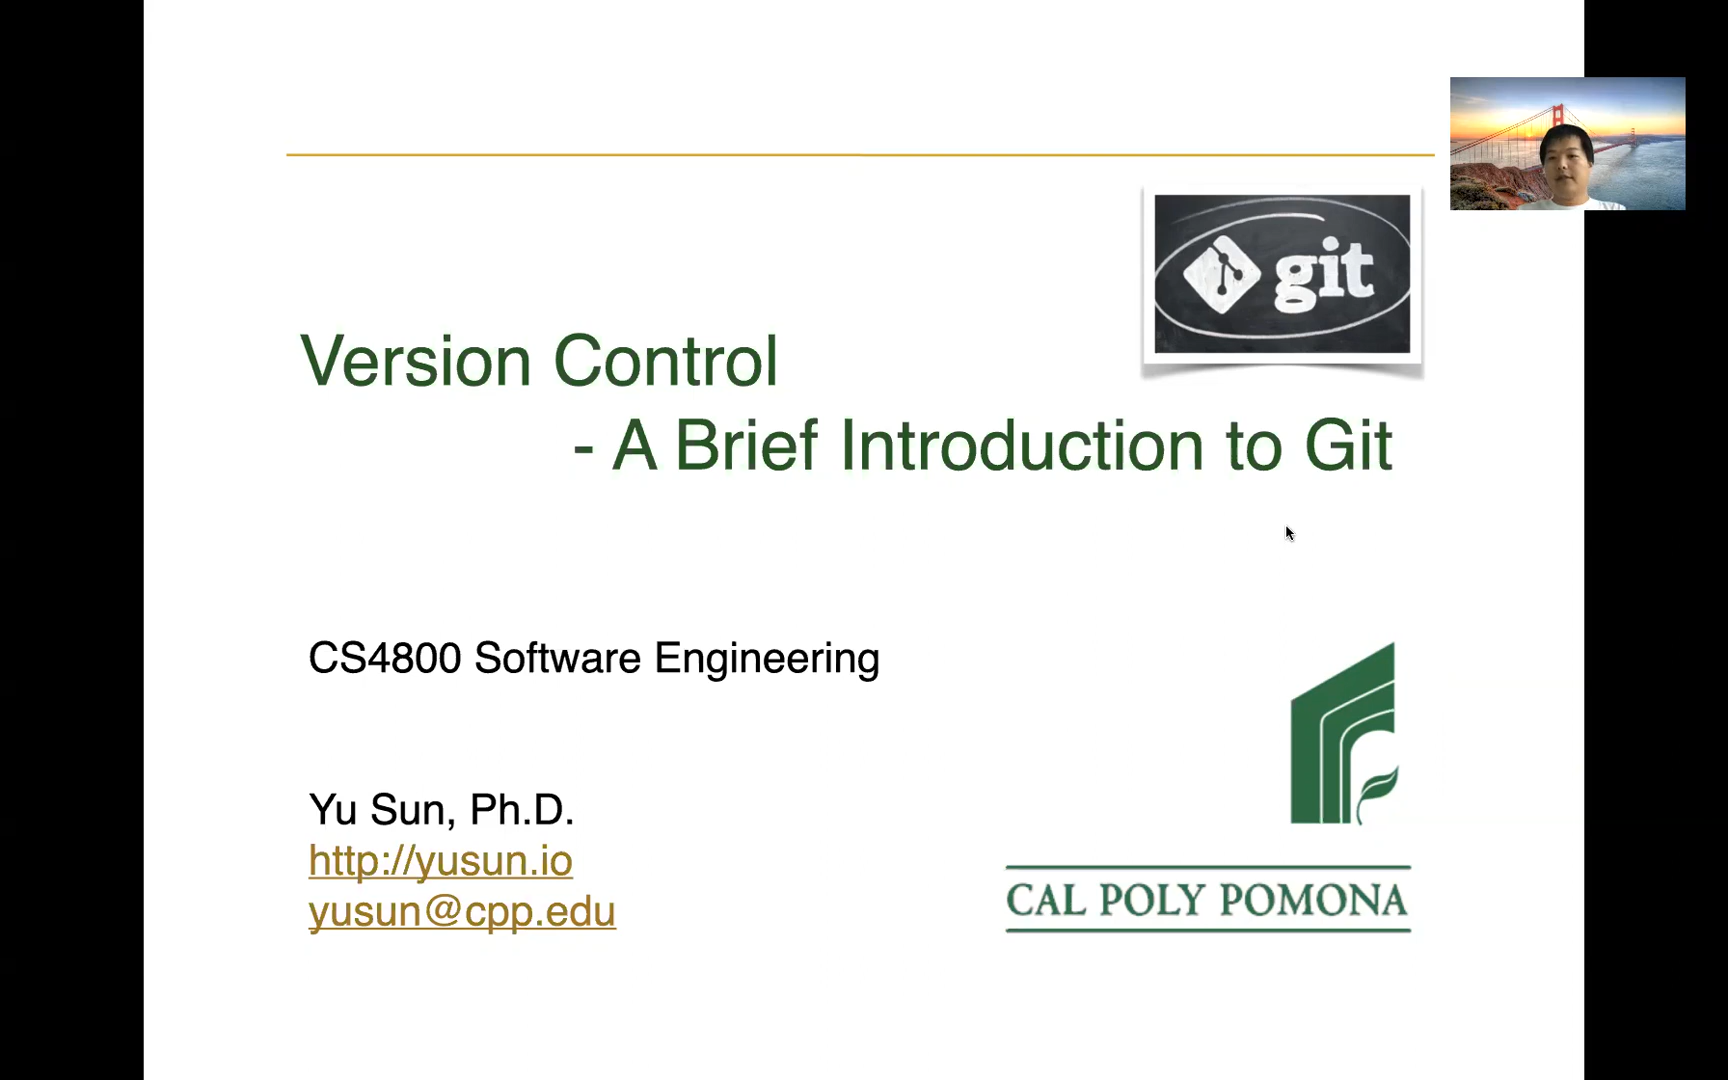 git
Version Control
- A Brief Introduction to Git
CS4800 Software Engineering
Yu Sun, Ph.D.
http://yusun.io
yusun@cpp.edu
CAL POLY POMONA